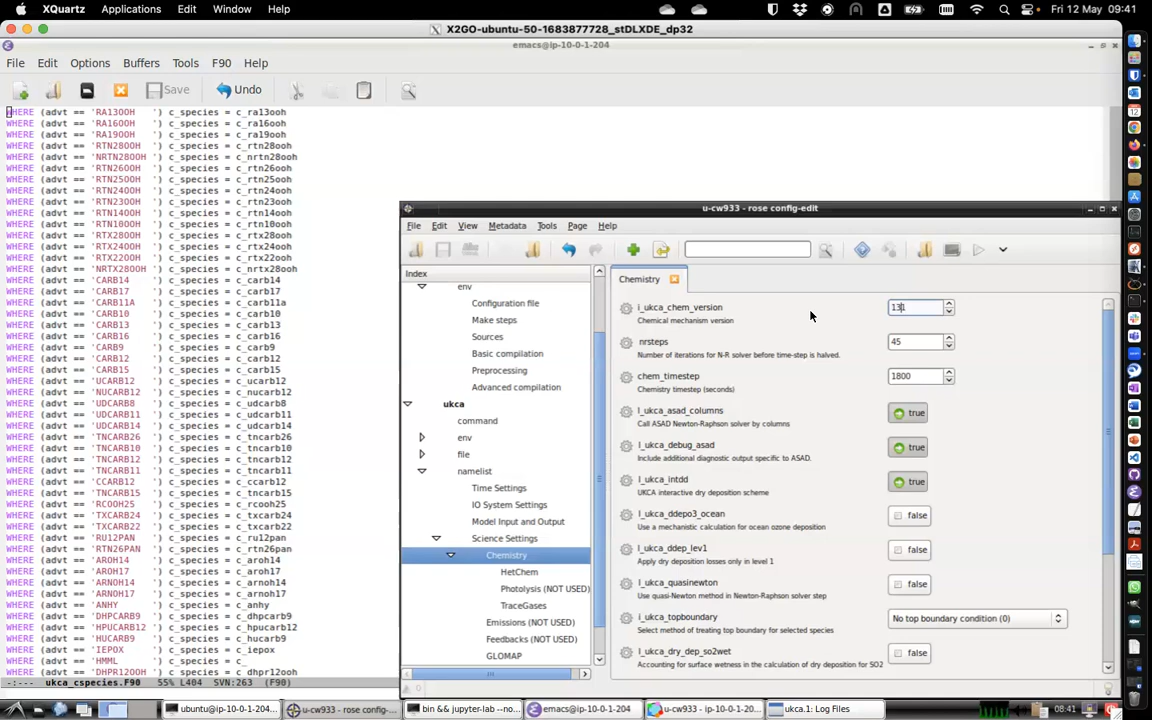 XQuartz Applications Edit Window Help
Fri 12 May 09:41
X2GO-ubuntu-50-1683877728_stDLXDE_dp32
emacs@ip-10-0-1-204
File Edit Options Buffers Tools F90 Help
Save Undo
WHERE (advt == 'RA13OOH   ') c_species = c_ra13ooh
WHERE (advt == 'RA16OOH   ') c_species = c_ra16ooh
WHERE (advt == 'RA19OOH   ') c_species = c_ra19ooh
WHERE (advt == 'RTN28OOH  ') c_species = c_rtn28ooh
WHERE (advt == 'NRTN28OOH ') c_species = c_nrtn28ooh
WHERE (advt == 'RTN26OOH  ') c_species = c_rtn26ooh
WHERE (advt == 'RTN25OOH  ') c_species = c_rtn25ooh
WHERE (advt == 'RTN24OOH  ') c_species = c_rtn24ooh
WHERE (advt == 'RTN23OOH  ') c_species = c_rtn23ooh
WHERE (advt == 'RTN14OOH  ') c_species = c_rtn14ooh
WHERE (advt == 'RTN10OOH  ') c_species = c_rtn10ooh
WHERE (advt == 'RTX28OOH  ') c_species = c_rtx28ooh
WHERE (advt == 'RTX24OOH  ') c_species = c_rtx24ooh
WHERE (advt == 'RTX22OOH  ') c_species = c_rtx22ooh
WHERE (advt == 'NRTX28OOH ') c_species = c_nrtx28ooh
WHERE (advt == 'CARB14    ') c_species = c_carb14
WHERE (advt == 'CARB17    ') c_species = c_carb17
WHERE (advt == 'CARB11A   ') c_species = c_carb11a
WHERE (advt == 'CARB10    ') c_species = c_carb10
WHERE (advt == 'CARB13    ') c_species = c_carb13
WHERE (advt == 'CARB16    ') c_species = c_carb16
WHERE (advt == 'CARB9     ') c_species = c_carb9
WHERE (advt == 'CARB12    ') c_species = c_carb12
WHERE (advt == 'CARB15    ') c_species = c_carb15
WHERE (advt == 'UCARB12   ') c_species = c_ucarb12
WHERE (advt == 'NUCARB12  ') c_species = c_nucarb12
WHERE (advt == 'UDCARB8   ') c_species = c_udcarb8
WHERE (advt == 'UDCARB11  ') c_species = c_udcarb11
WHERE (advt == 'UDCARB14  ') c_species = c_udcarb14
WHERE (advt == 'TNCARB26  ') c_species = c_tncarb26
WHERE (advt == 'TNCARB10  ') c_species = c_tncarb10
WHERE (advt == 'TNCARB12  ') c_species = c_tncarb12
WHERE (advt == 'TNCARB11  ') c_species = c_tncarb11
WHERE (advt == 'CCARB12   ') c_species = c_ccarb12
WHERE (advt == 'TNCARB15  ') c_species = c_tncarb15
WHERE (advt == 'RCOOH25   ') c_species = c_rcooh25
WHERE (advt == 'TXCARB24  ') c_species = c_txcarb24
WHERE (advt == 'TXCARB22  ') c_species = c_txcarb22
WHERE (advt == 'RU12PAN   ') c_species = c_ru12pan
WHERE (advt == 'RTN26PAN  ') c_species = c_rtn26pan
WHERE (advt == 'AROH14    ') c_species = c_aroh14
WHERE (advt == 'AROH17    ') c_species = c_aroh17
WHERE (advt == 'ARNOH14   ') c_species = c_arnoh14
WHERE (advt == 'ARNOH17   ') c_species = c_arnoh17
WHERE (advt == 'ANHY      ') c_species = c_anhy
WHERE (advt == 'DHPCARB9  ') c_species = c_dhpcarb9
WHERE (advt == 'HPUCARB12 ') c_species = c_hpucarb12
WHERE (advt == 'HUCARB9   ') c_species = c_hucarb9
WHERE (advt == 'IEPOX     ') c_species = c_iepox
WHERE (advt == 'HMML      ') c_species = c_
WHERE (advt == 'DHPR12OOH ') c_species = c_dhpr12ooh
-:--- ukca_cspecies.F90 55% L404 SVN:263 (F90)
u-cw933 - rose config-edit
File Edit View Metadata Tools Page Help
Index
env
Configuration file
Make steps
Sources
Basic compilation
Preprocessing
Advanced compilation
ukca
command
env
file
namelist
Time Settings
IO System Settings
Model Input and Output
Science Settings
Chemistry
HetChem
Photolysis (NOT USED)
TraceGases
Emissions (NOT USED)
Feedbacks (NOT USED)
GLOMAP
Chemistry
i_ukca_chem_version 131
Chemical mechanism version
nrsteps 45
Number of iterations for N-R solver before time-step is halved.
chem_timestep 1800
Chemistry timestep (seconds)
l_ukca_asad_columns true
Call ASAD Newton-Raphson solver by columns
l_ukca_debug_asad true
Include additional diagnostic output specific to ASAD.
l_ukca_intdd true
UKCA interactive dry deposition scheme
l_ukca_ddepo3_ocean false
Use a mechanistic calculation for ocean ozone deposition
l_ukca_ddep_lev1 false
Apply dry deposition losses only in level 1
l_ukca_quasinewton false
Use quasi-Newton method in Newton-Raphson solver step
i_ukca_topboundary No top boundary condition (0)
Select method of treating top boundary for selected species
l_ukca_dry_dep_so2wet false
Accounting for surface wetness in the calculation of dry deposition for SO2
ubuntu@ip-10-0-1-204: u-cw933 - rose config-... bin && jupyter-lab --no... emacs@ip-10-0-1-204 u-cw933 - ip-10-0-1-20... ukca.1: Log Files 08:41